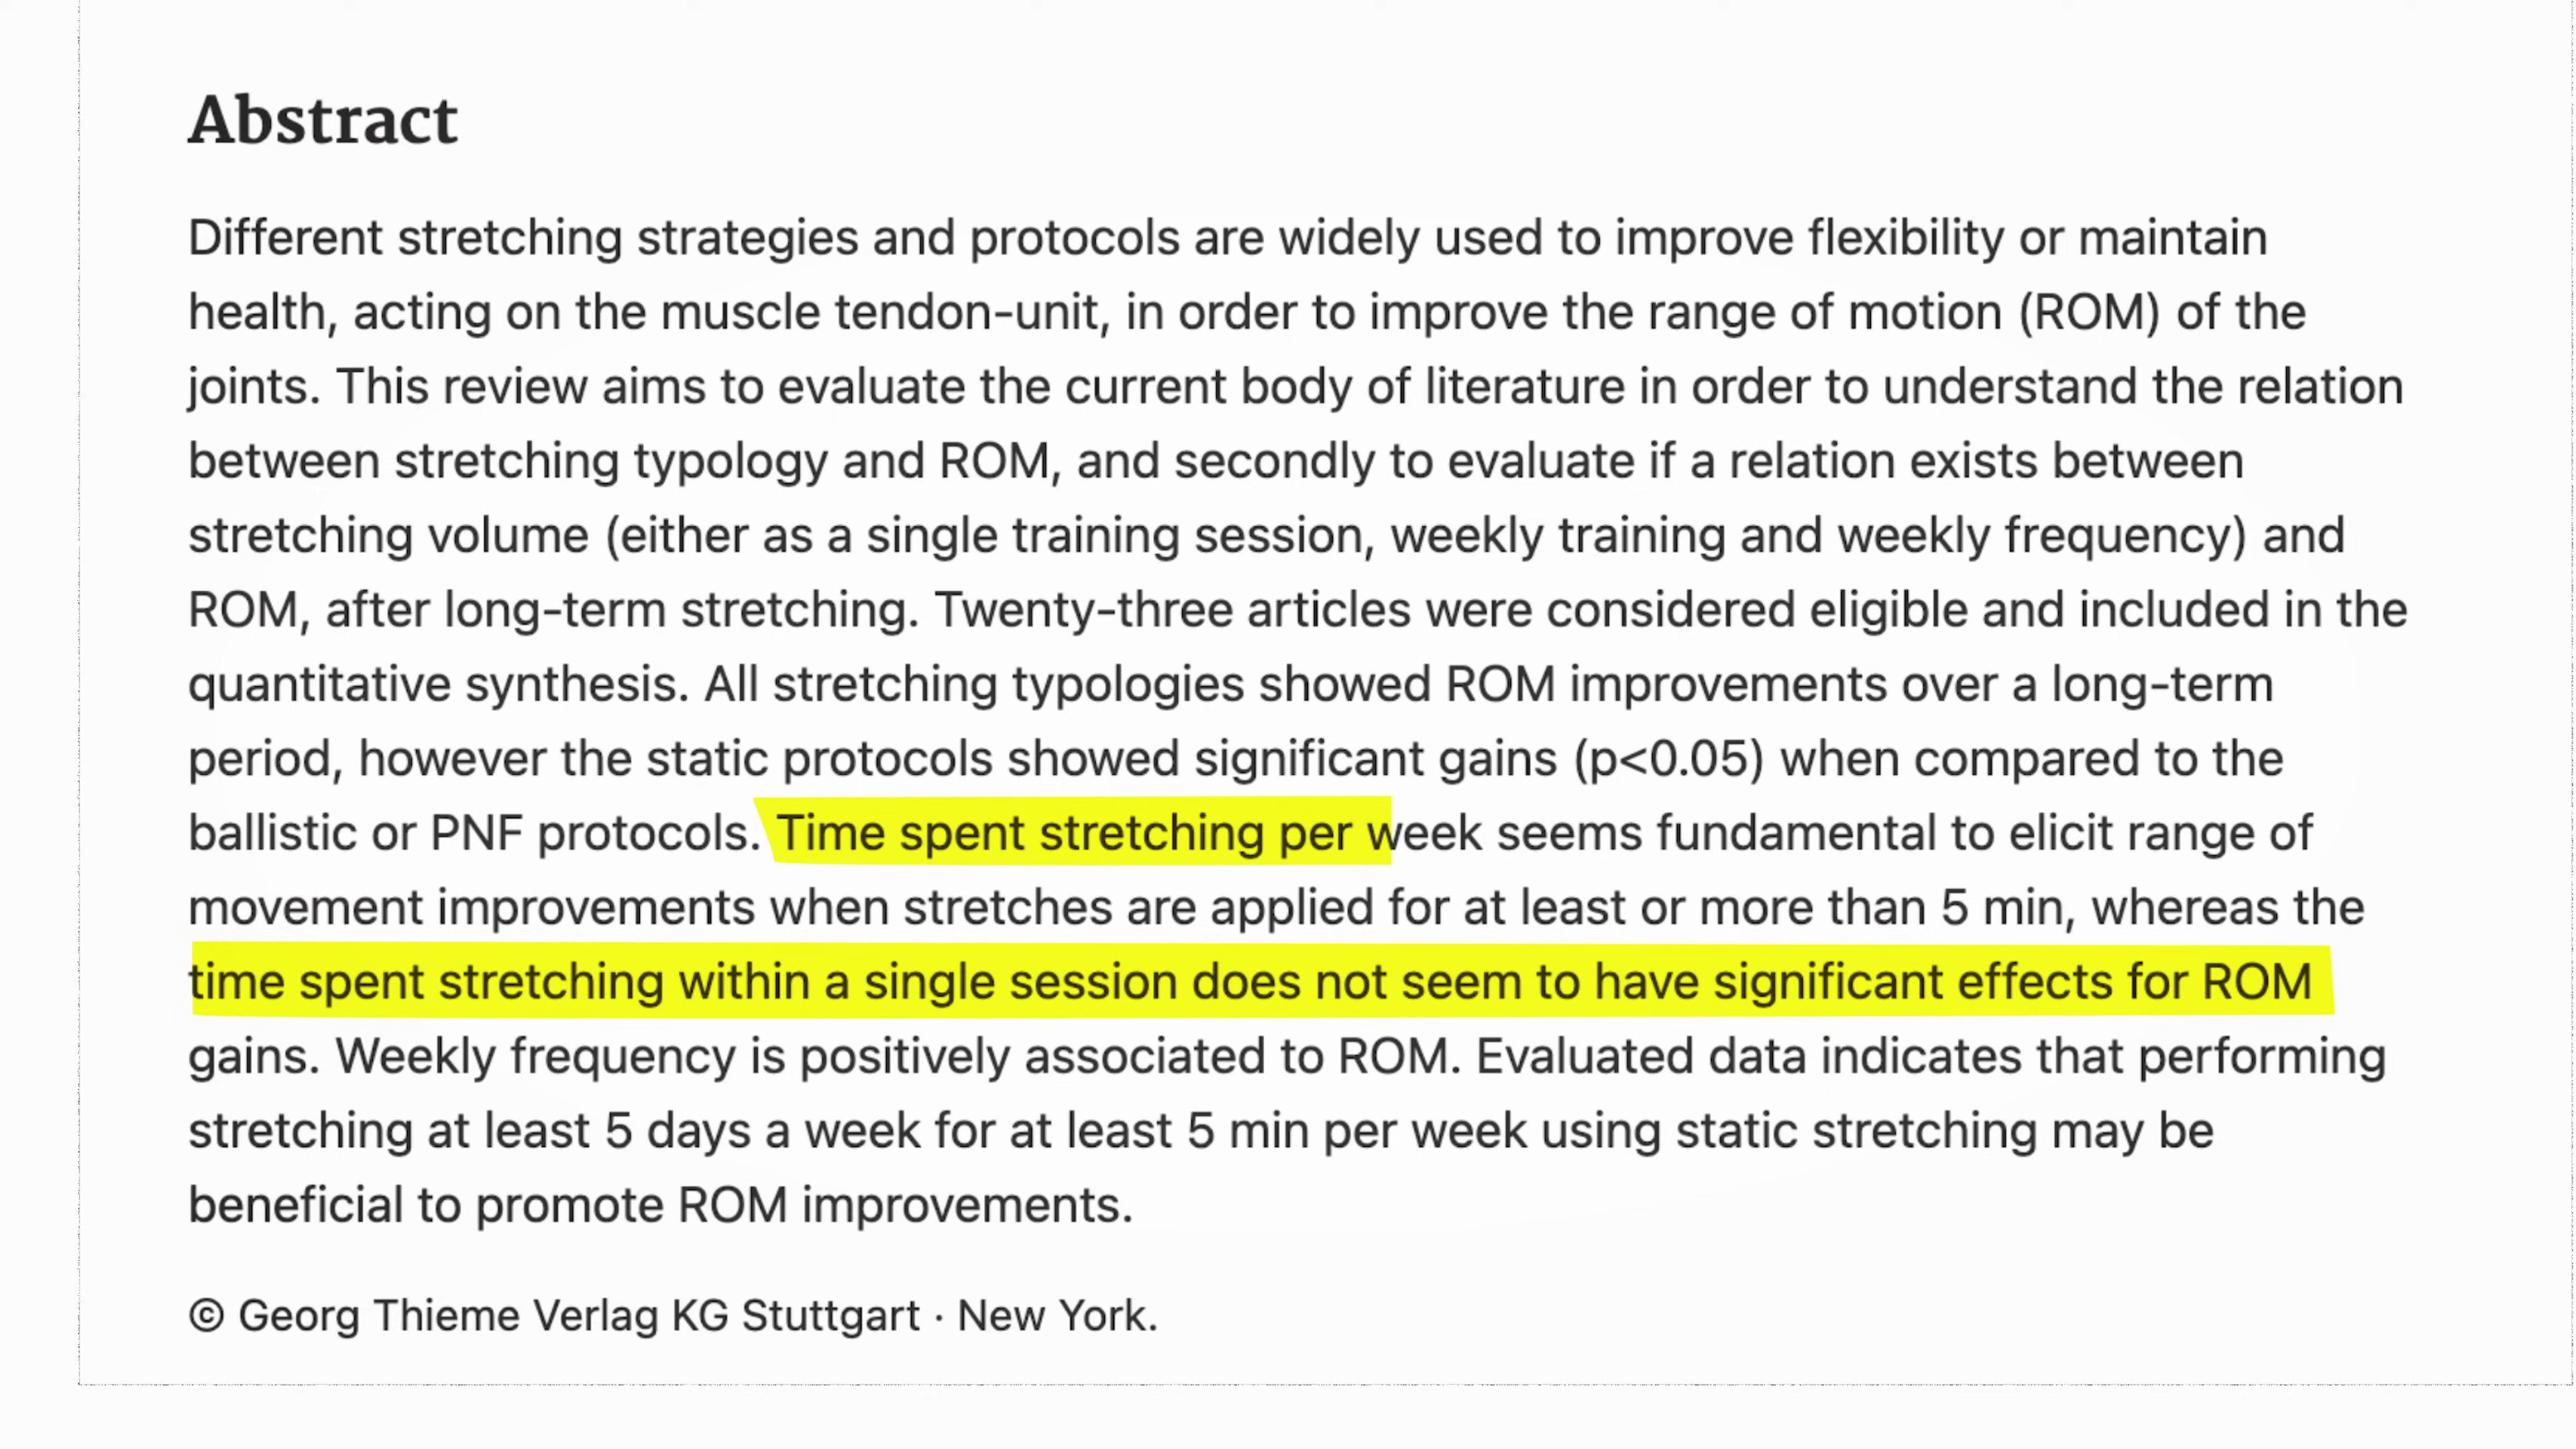 Abstract
Different stretching strategies and protocols are widely used to improve flexibility or maintain
health, acting on the muscle tendon-unit, in order to improve the range of motion (ROM) of the
joints. This review aims to evaluate the current body of literature in order to understand the relation
between stretching typology and ROM, and secondly to evaluate if a relation exists between
stretching volume (either as a single training session, weekly training and weekly frequency) and
ROM, after long-term stretching. Twenty-three articles were considered eligible and included in the
quantitative synthesis. All stretching typologies showed ROM improvements over a long-term
period, however the static protocols showed significant gains (p<0.05) when compared to the
ballistic or PNF protocols. Time spent stretching per week seems fundamental to elicit range of
movement improvements when stretches are applied for at least or more than 5 min, whereas the
time spent stretching within a single session does not seem to have significant effects for ROM
gains. Weekly frequency is positively associated to ROM. Evaluated data indicates that performing
stretching at least 5 days a week for at least 5 min per week using static stretching may be
beneficial to promote ROM improvements.
© Georg Thieme Verlag KG Stuttgart · New York.